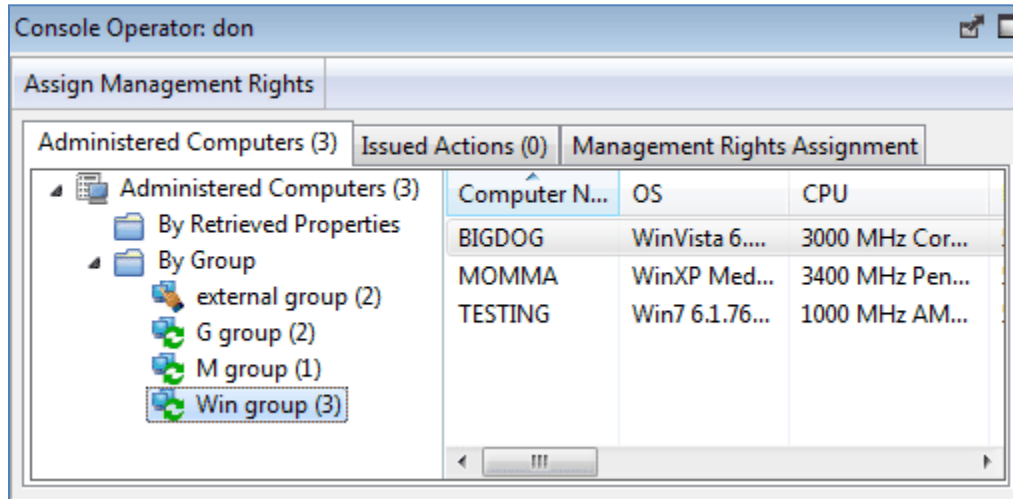 Console Operator: don
Assign Management Rights
Administered Computers (3) Issued Actions (0) Management Rights Assignment
Administered Computers (3)
By Retrieved Properties
By Group
external group (2)
G group (2)
M group (1)
Win group (3)
Computer N... OS CPU
BIGDOG WinVista 6.... 3000 MHz Cor...
MOMMA WinXP Med... 3400 MHz Pen...
TESTING Win7 6.1.76... 1000 MHz AM...